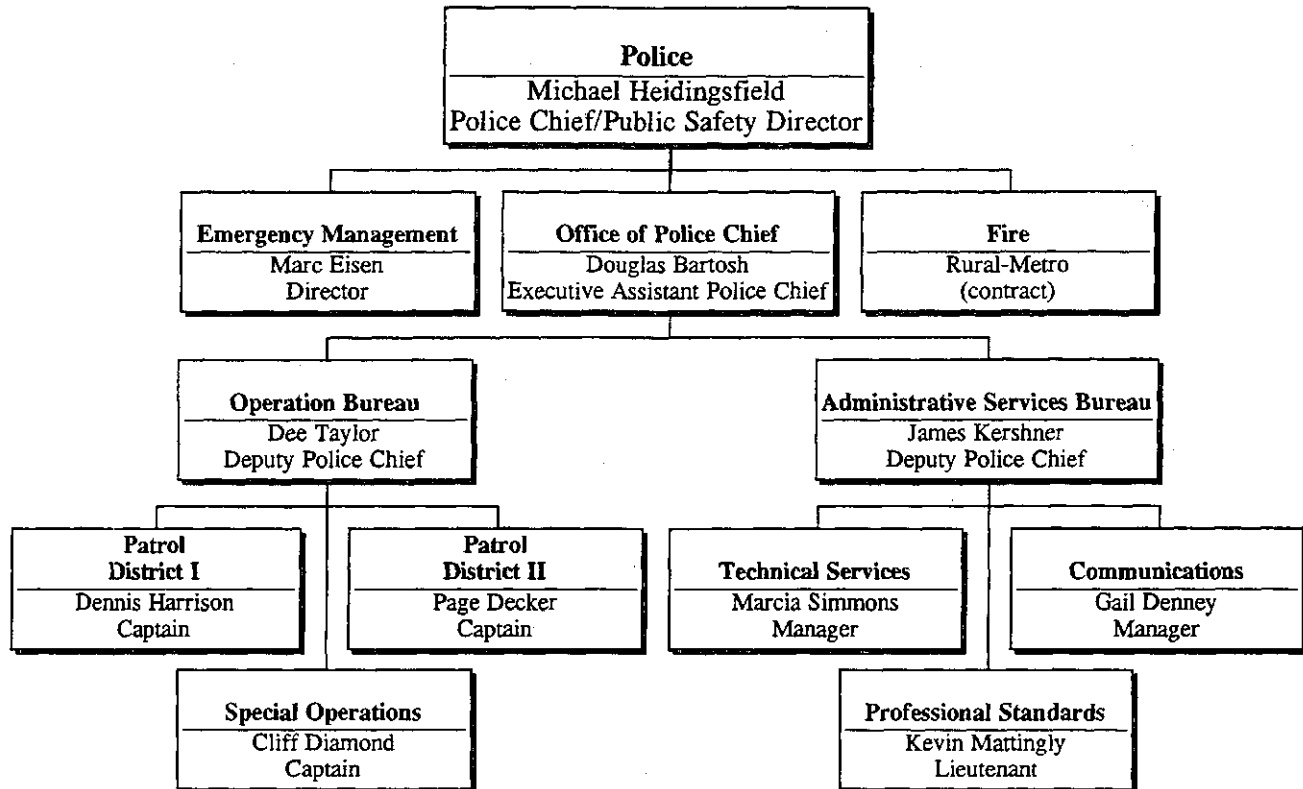 Police
Michael Heidingsfield
Police Chief/Public Safety Director
Emergency Management
Marc Eisen
Director
Office of Police Chief
Douglas Bartosh
Executive Assistant Police Chief
Fire
Rural-Metro
(contract)
Operation Bureau
Dee Taylor
Deputy Police Chief
Administrative Services Bureau
James Kershner
Deputy Police Chief
Patrol
District I
Dennis Harrison
Captain
Patrol
District II
Page Decker
Captain
Technical Services
Marcia Simmons
Manager
Communications
Gail Denney
Manager
Special Operations
Cliff Diamond
Captain
Professional Standards
Kevin Mattingly
Lieutenant